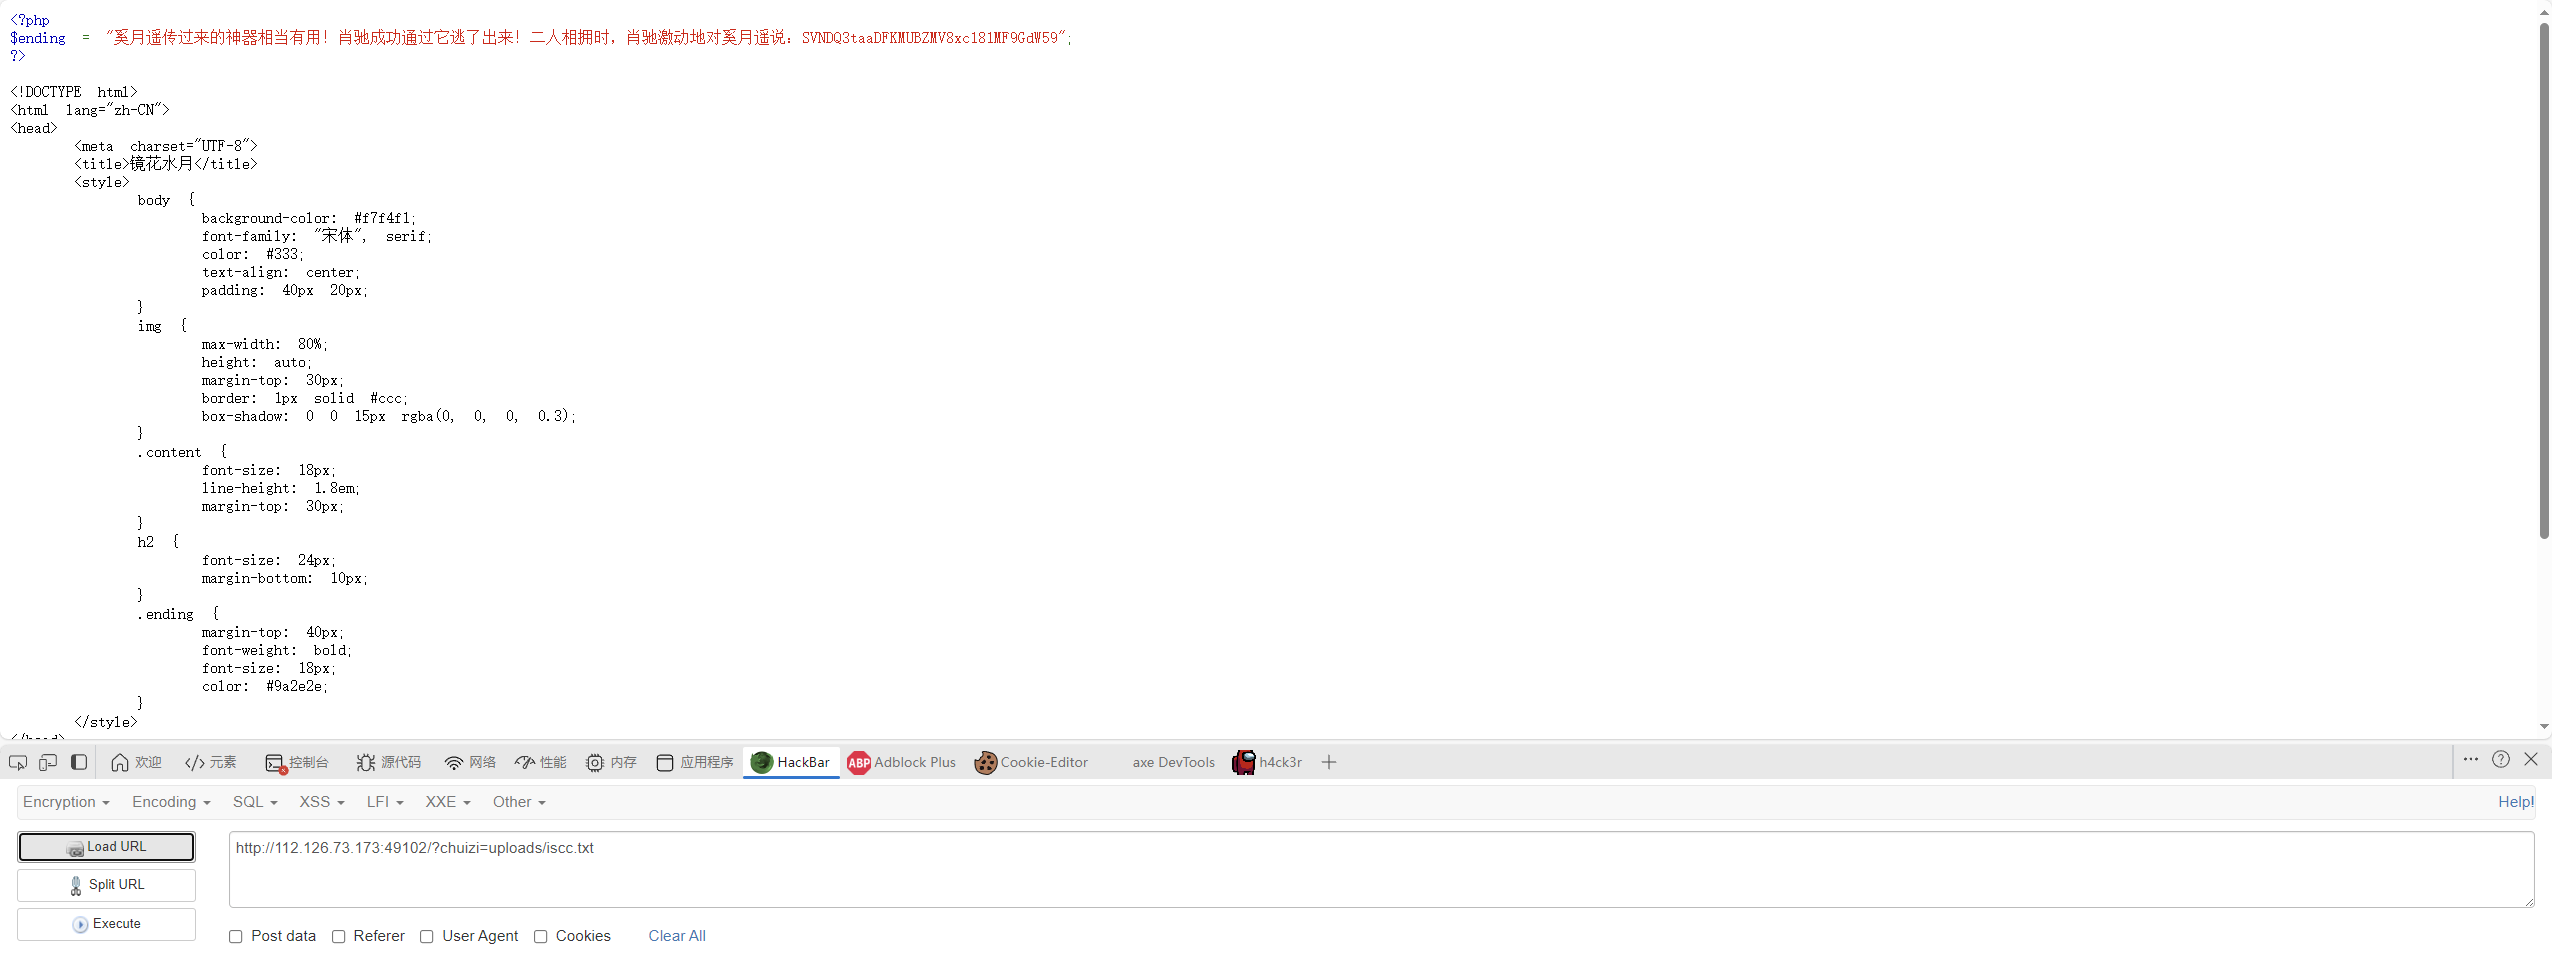 <?php
$ending = "奚月遥传过来的神器相当有用！肖驰成功通过它逃了出来！二人相拥时，肖驰激动地对奚月遥说：SVNDQ3taaDFKMUBZMV8xc181MF9GdW59";
?>
<!DOCTYPE html>
<html lang="zh-CN">
<head>
<meta charset="UTF-8">
<title>镜花水月</title>
<style>
body {
background-color: #f7f4f1;
font-family: "宋体", serif;
color: #333;
text-align: center;
padding: 40px 20px;
}
img {
max-width: 80%;
height: auto;
margin-top: 30px;
border: 1px solid #ccc;
box-shadow: 0 0 15px rgba(0, 0, 0, 0.3);
}
.content {
font-size: 18px;
line-height: 1.8em;
margin-top: 30px;
}
h2 {
font-size: 24px;
margin-bottom: 10px;
}
.ending {
margin-top: 40px;
font-weight: bold;
font-size: 18px;
color: #9a2e2e;
}
</style>
</head>
欢迎 </> 元素 控制台 源代码 网络 性能 内存 应用程序 HackBar ABP Adblock Plus Cookie-Editor axe DevTools h4ck3r
Encryption Encoding SQL XSS LFI XXE Other Help!
Load URL http://112.126.73.173:49102/?chuizi=uploads/iscc.txt
Split URL
Execute
Post data Referer User Agent Cookies Clear All